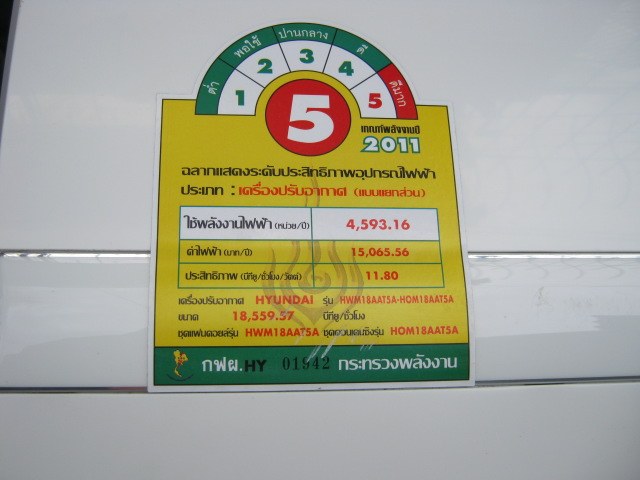 ต่ำ พอใช้ ปานกลาง ดี ดีมาก
1 2 3 4 5
5
เกณฑ์พลังงานปี
2011
ฉลากแสดงระดับประสิทธิภาพอุปกรณ์ไฟฟ้า
ประเภท : เครื่องปรับอากาศ (แบบแยกส่วน)
ใช้พลังงานไฟฟ้า (หน่วย/ปี) 4,593.16
ค่าไฟฟ้า (บาท/ปี) 15,065.56
ประสิทธิภาพ (บีทียู/ชั่วโมง/วัตต์) 11.80
เครื่องปรับอากาศ HYUNDAI รุ่น HWM18AAT5A-HOM18AAT5A
ขนาด 18,559.57 บีทียู/ชั่วโมง
ชุดแฟนคอยล์รุ่น HWM18AAT5A ชุดคอนเดนซิ่งรุ่น HOM18AAT5A
กฟผ. HY 01942 กระทรวงพลังงาน